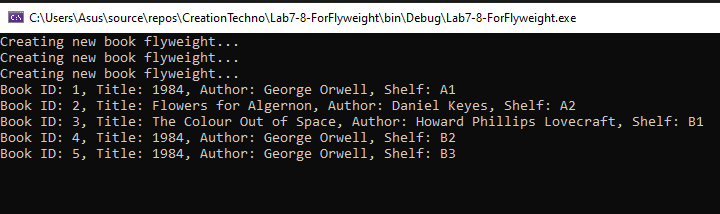 C:\Users\Asus\source\repos\CreationTechno\Lab7-8-ForFlyweight\bin\Debug\Lab7-8-ForFlyweight.exe
Creating new book flyweight...
Creating new book flyweight...
Creating new book flyweight...
Book ID: 1, Title: 1984, Author: George Orwell, Shelf: A1
Book ID: 2, Title: Flowers for Algernon, Author: Daniel Keyes, Shelf: A2
Book ID: 3, Title: The Colour Out of Space, Author: Howard Phillips Lovecraft, Shelf: B1
Book ID: 4, Title: 1984, Author: George Orwell, Shelf: B2
Book ID: 5, Title: 1984, Author: George Orwell, Shelf: B3